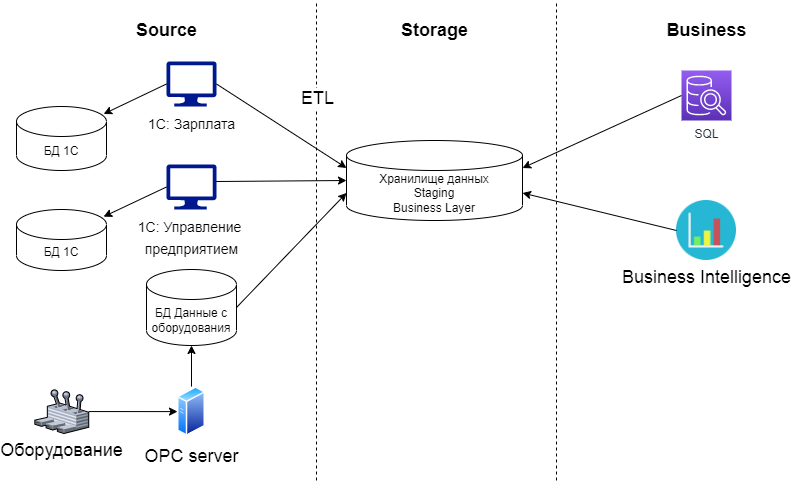 Source
Storage
Business
ETL
1С: Зарплата
БД 1С
SQL
Хранилище данных
Staging
Business Layer
1С: Управление
предприятием
БД 1С
Business Intelligence
БД Данные с
оборудования
Оборудование
OPC server